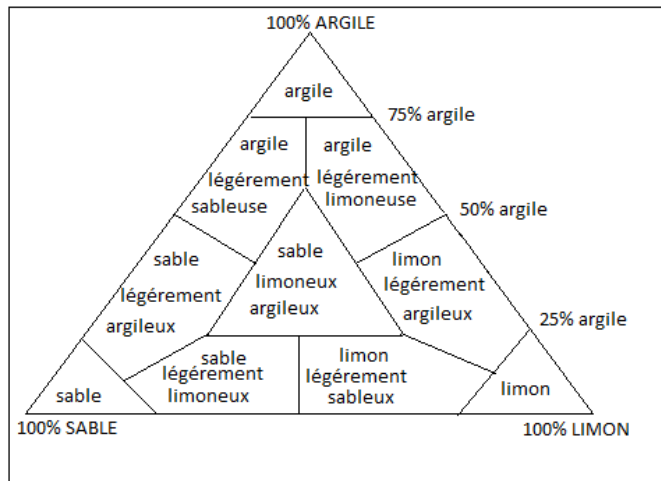 100% ARGILE
argile
75% argile
argile
légérement
sableuse
argile
légérement
limoneuse
50% argile
sable
légérement
argileux
sable
limoneux
argileux
limon
légérement
argileux
25% argile
sable
sable
légérement
limoneux
limon
légérement
sableux
limon
100% SABLE
100% LIMON